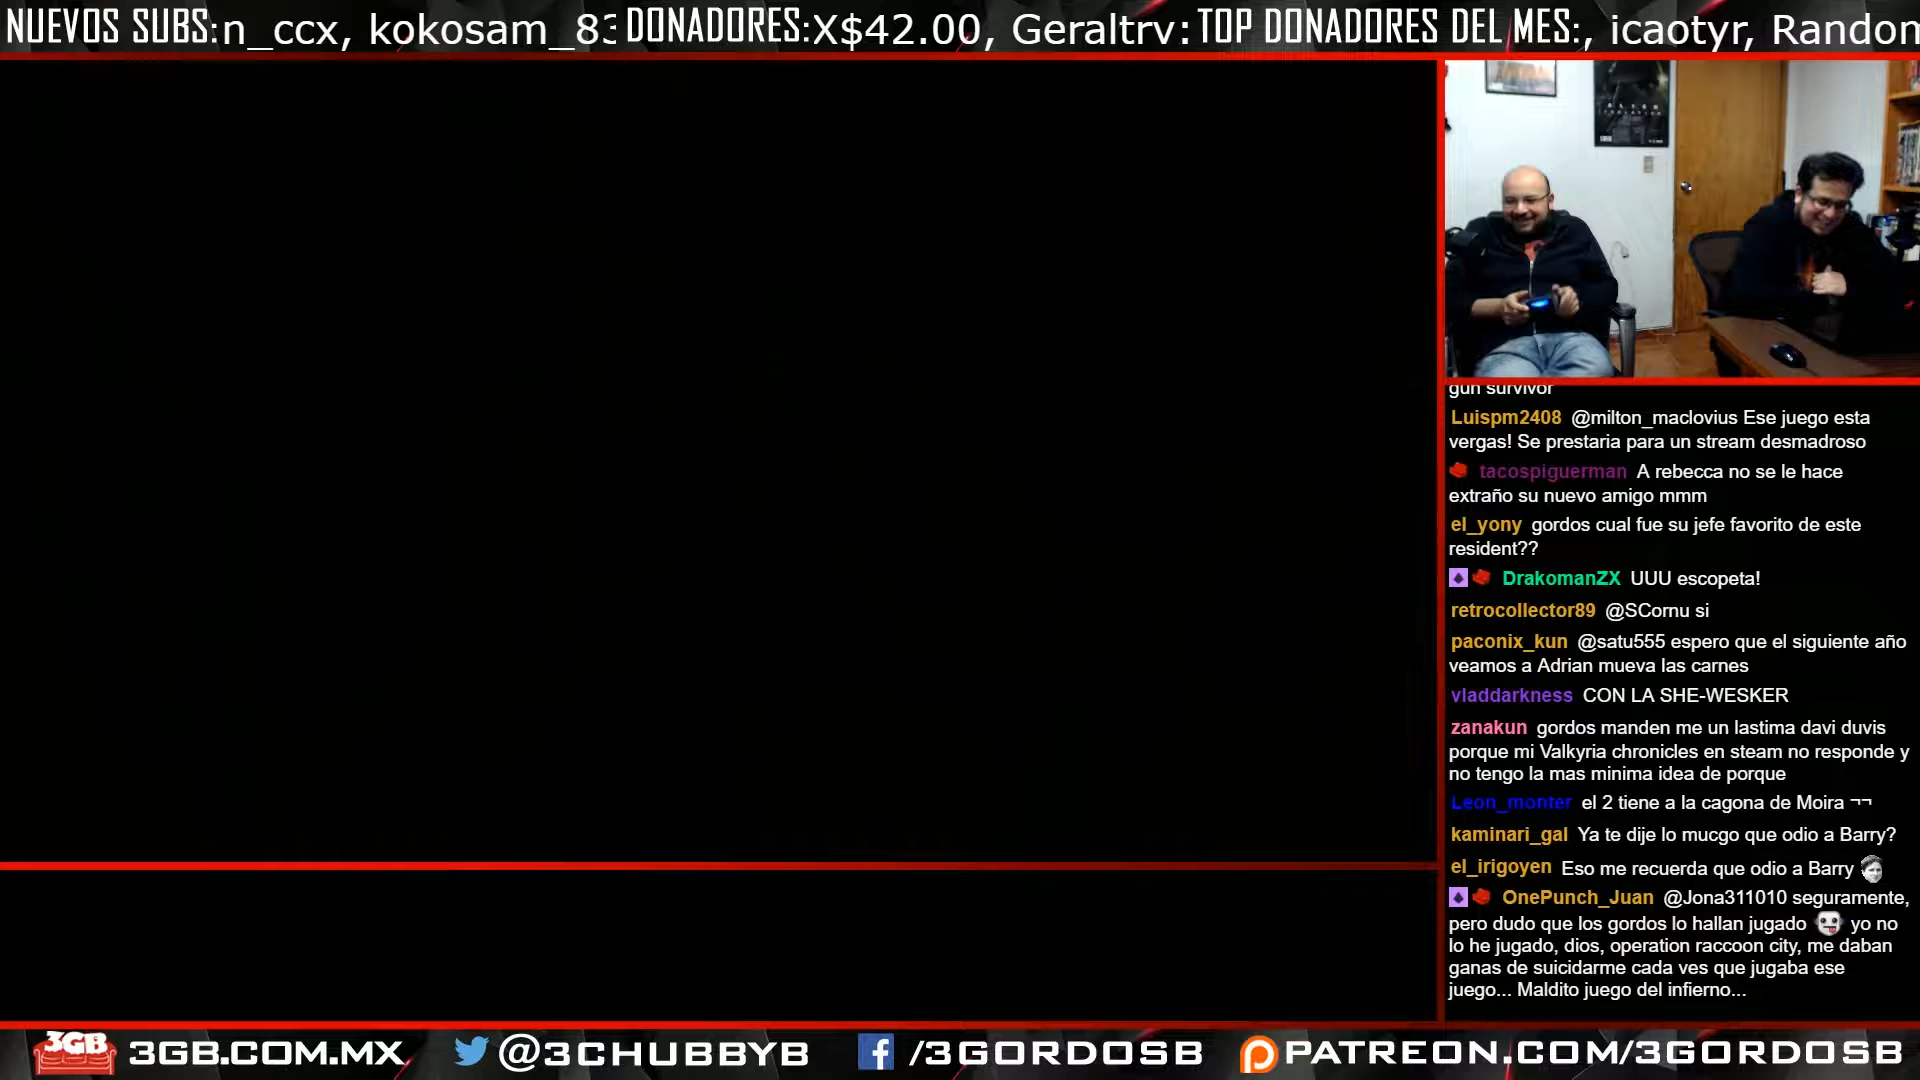 NUEVOS SUBS:n_ccx, kokosam_83 DONADORES:X$42.00, Geraltrv: TOP DONADORES DEL MES:, icaotyr, Random
gun survivor
Luispm2408 @milton_maclovius Ese juego esta
vergas! Se prestaria para un stream desmadroso
tacospiguerman A rebecca no se le hace
extraño su nuevo amigo mmm
el_yony gordos cual fue su jefe favorito de este
resident??
DrakomanZX UUU escopeta!
retrocollector89 @SCornu si
paconix_kun @satu555 espero que el siguiente año
veamos a Adrian mueva las carnes
vladdarkness CON LA SHE-WESKER
zanakun gordos manden me un lastima davi duvis
porque mi Valkyria chronicles en steam no responde y
no tengo la mas minima idea de porque
Leon_monter el 2 tiene a la cagona de Moira ¬¬
kaminari_gal Ya te dije lo mucgo que odio a Barry?
el_irigoyen Eso me recuerda que odio a Barry
OnePunch_Juan @Jona311010 seguramente,
pero dudo que los gordos lo hallan jugado yo no
lo he jugado, dios, operation raccoon city, me daban
ganas de suicidarme cada ves que jugaba ese
juego... Maldito juego del infierno...
3GB 3GB.COM.MX @3CHUBBYB /3GORDOSB PATREON.COM/3GORDOSB